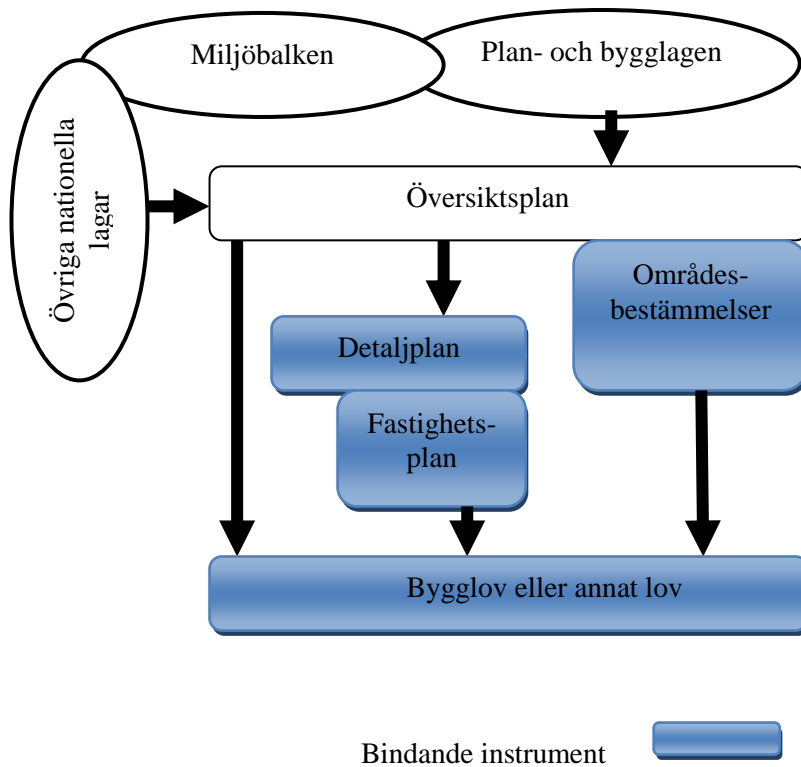 Miljöbalken
Plan- och bygglagen
Övriga nationella
lagar
Översiktsplan
Områdes-
bestämmelser
Detaljplan
Fastighets-
plan
Bygglov eller annat lov
Bindande instrument